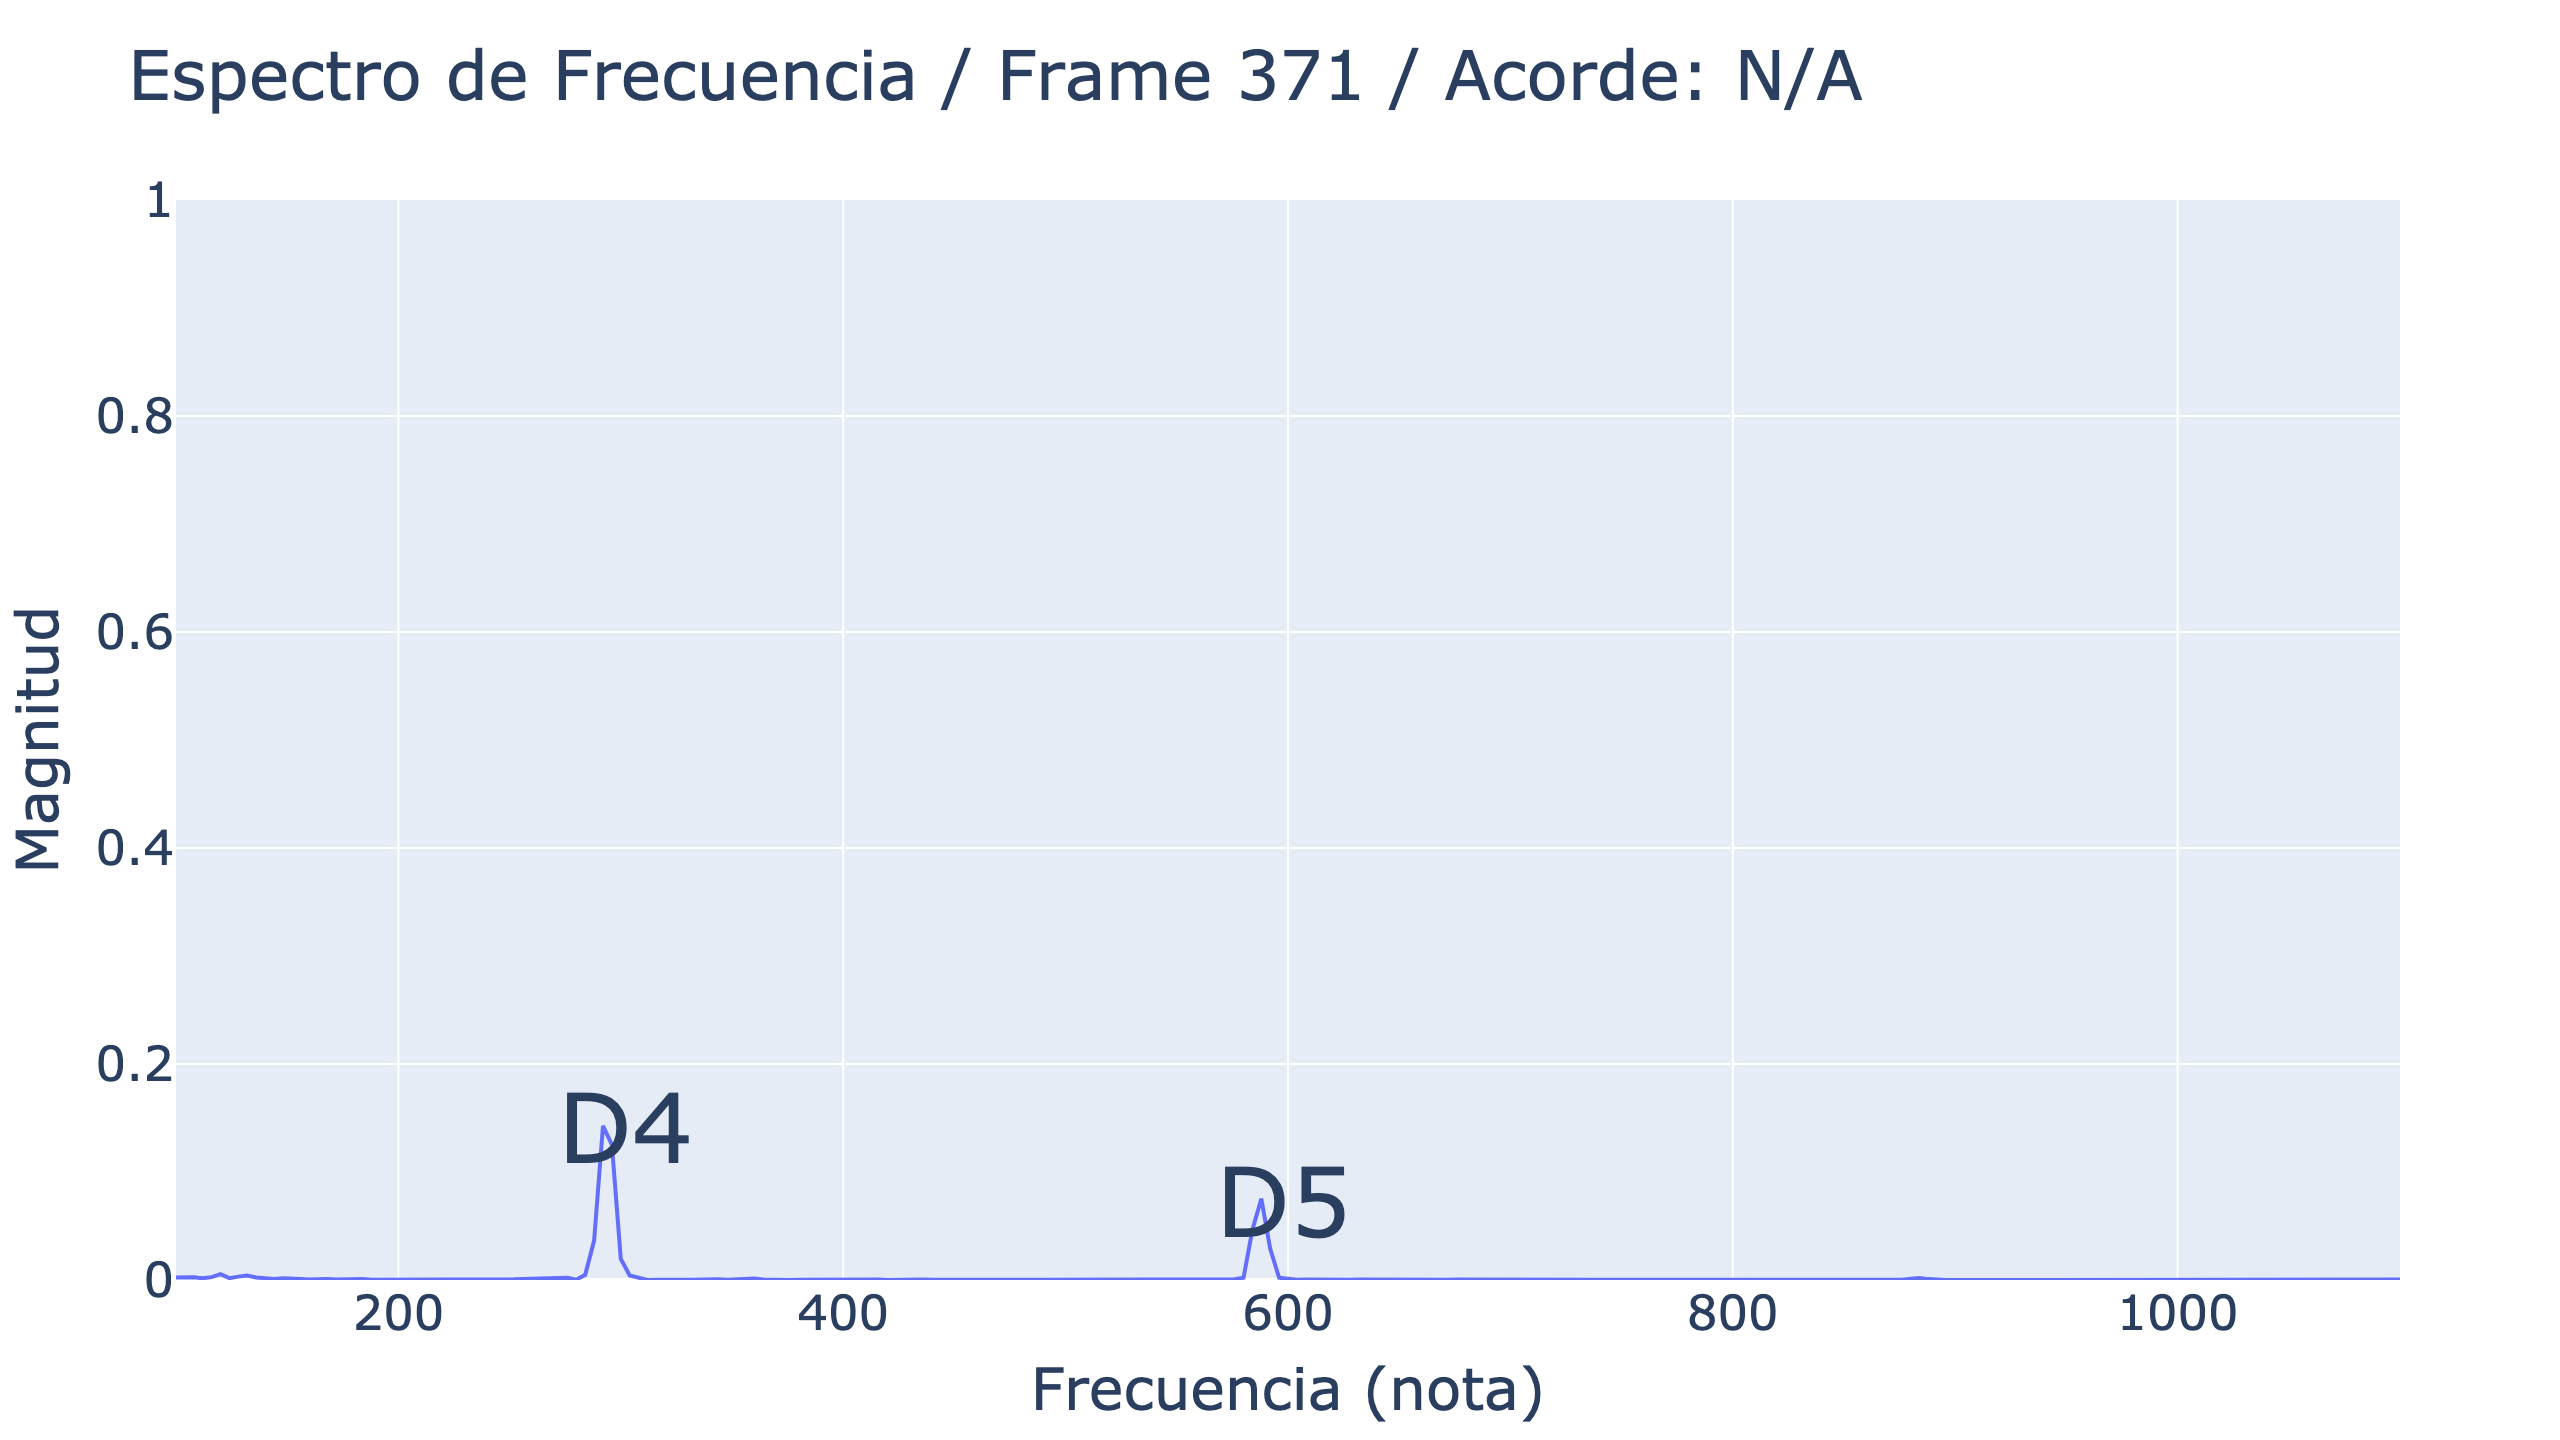 Espectro de Frecuencia / Frame 371 / Acorde: N/A
1
0.8
0.6
0.4
0.2
0
Magnitud
D4
D5
200 400 600 800 1000
Frecuencia (nota)